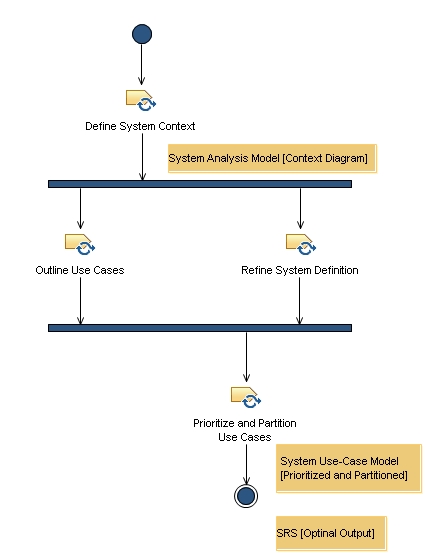 Define System Context
System Analysis Model [Context Diagram]
Outline Use Cases
Refine System Definition
Prioritize and Partition
Use Cases
System Use-Case Model
[Prioritized and Partitioned]
SRS [Optinal Output]